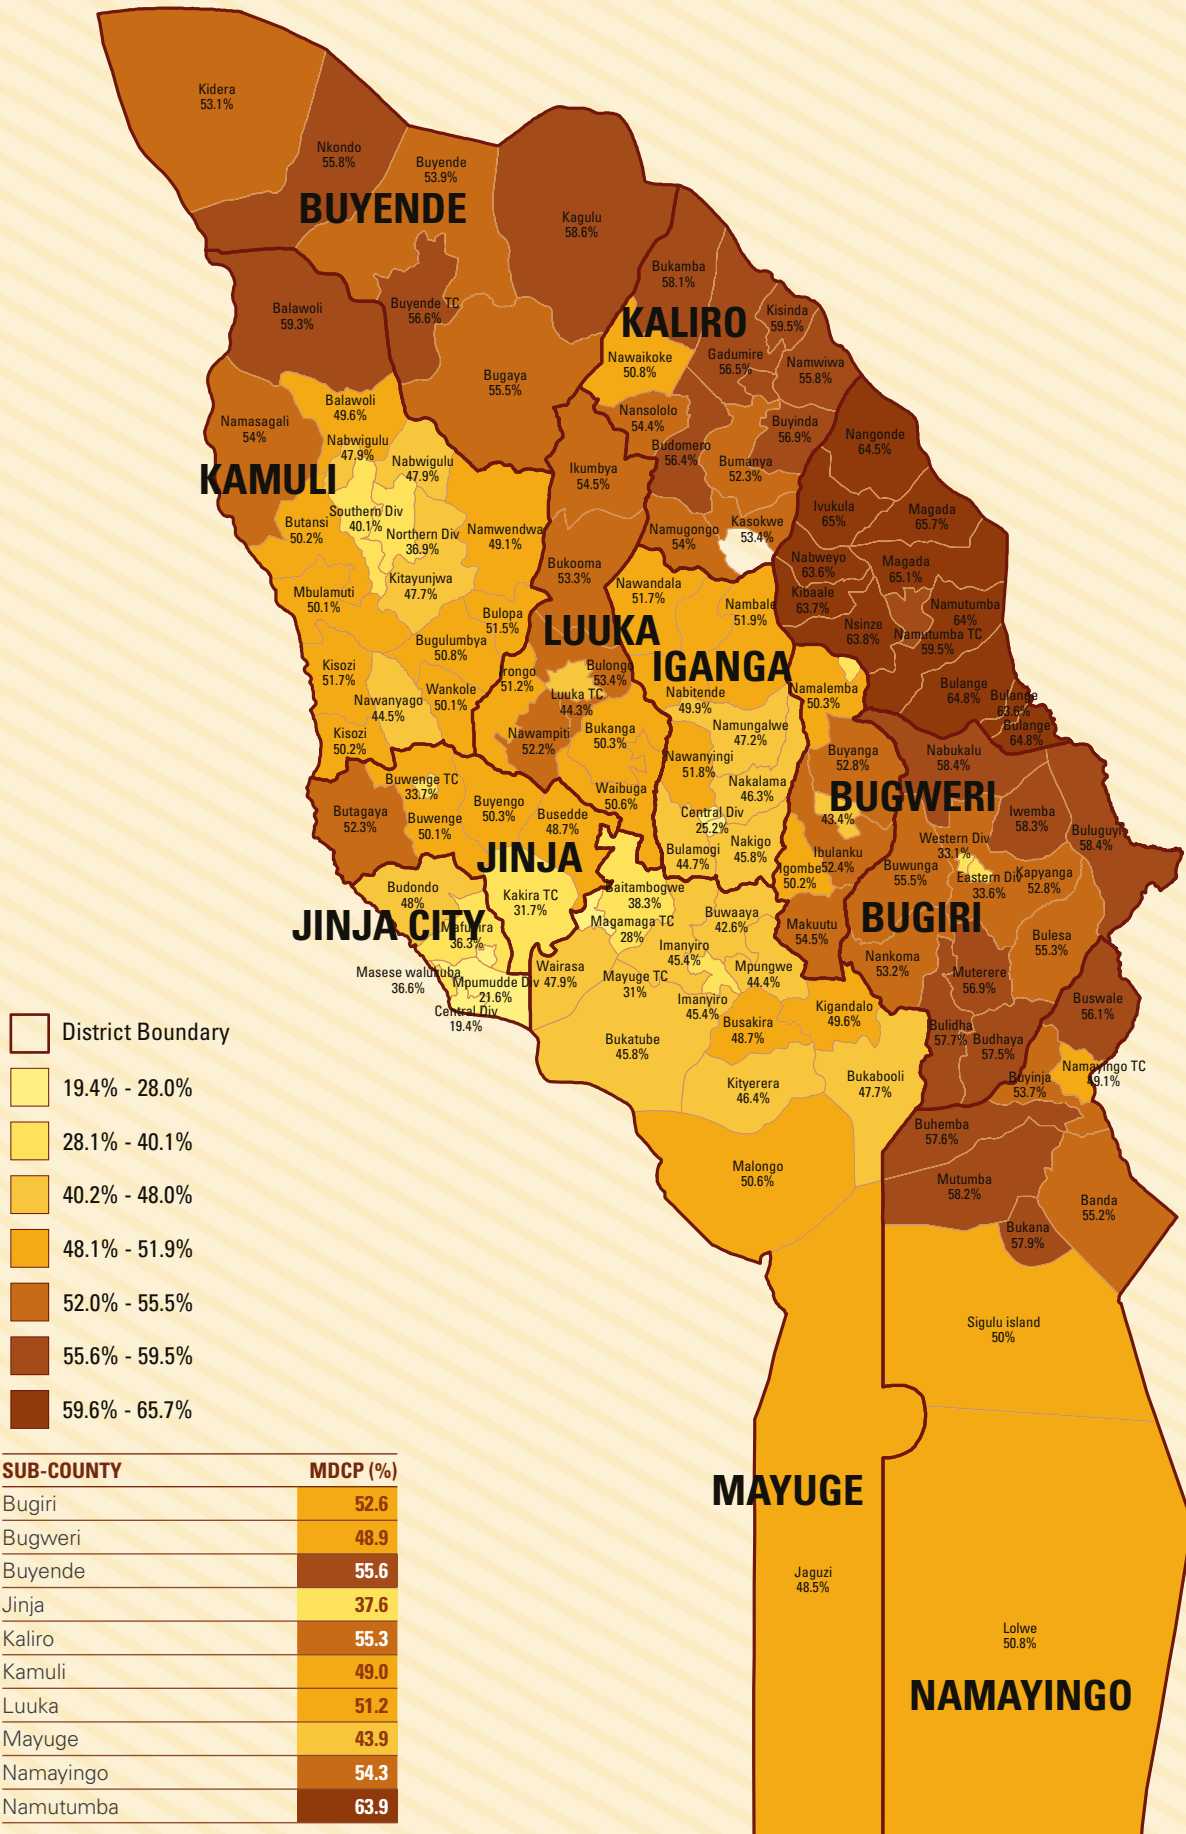 Kidera
53.1%
Nkondo
55.8%
Buyende
53.9%
BUYENDE
Kagulu
58.6%
Bukamba
58.1%
Balawoli
59.3%
Buyende TC
56.6%
KALIRO
Kisinda
59.5%
Nawaikoke
50.8%
Gadumire
56.5%
Namwiwa
55.8%
Bugaya
55.5%
Balawoli
49.6%
Namasagali
54%
Nansololo
54.4%
Buyinda
56.9%
Nangonde
64.5%
Nabwigulu
47.9%
Nabwigulu
47.9%
KAMULI
Budomero
56.4%
Bumanya
52.3%
Ikumbya
54.5%
Southern Div
40.1%
Butansi
50.2%
Northern Div
36.9%
Namwendwa
49.1%
Namugongo
54%
Kasokwe
53.4%
Ivukula
65%
Magada
65.7%
Nabweyo
63.6%
Magada
65.1%
Bukooma
53.3%
Kitayunjwa
47.7%
Mbulamuti
50.1%
Nawandala
51.7%
Nambale
51.9%
Kibaale
63.7%
Namutumba
64%
Nsinze
63.8%
Namutumba TC
59.5%
Bulopa
51.5%
LUUKA
Bugulumbya
50.8%
IGANGA
Kisozi
51.7%
Irongo
51.2%
Bulongo
53.4%
Luuka TC
44.3%
Nabitende
49.9%
Namalemba
50.3%
Bulange
64.8%
Bulange
63.6%
Bulange
64.8%
Nawanyago
44.5%
Wankole
50.1%
Kisozi
50.2%
Nawampiti
52.2%
Bukanga
50.3%
Namungalwe
47.2%
Nawanyingi
51.8%
Buyanga
52.8%
Nabukalu
58.4%
Buwenge TC
33.7%
Nakalama
46.3%
BUGWERI
Waibuga
50.6%
Butagaya
52.3%
Buwenge
50.1%
Buyengo
50.3%
Busedde
48.7%
Central Div
25.2%
43.4%
Iwemba
58.3%
Buluguyi
58.4%
Nakigo
45.8%
Bulamogi
44.7%
Western Div
33.1%
JINJA
Ibulanku
52.4%
Igombe
50.2%
Buwunga
55.5%
Eastern Div
33.6%
Kapyanga
52.8%
Budondo
48%
Kakira TC
31.7%
Baitambogwe
38.3%
JINJA CITY
Mafubira
36.3%
Magamaga TC
28%
Buwaaya
42.6%
Makuutu
54.5%
BUGIRI
Bulesa
55.3%
Imanyiro
45.4%
Nankoma
53.2%
Masese walukuba
36.6%
Mpumudde Div
21.6%
Wairasa
47.9%
Mayuge TC
31%
Mpungwe
44.4%
Muterere
56.9%
Central Div
19.4%
Imanyiro
45.4%
Kigandalo
49.6%
Buswale
56.1%
Busakira
48.7%
Bulidha
57.7%
Budhaya
57.5%
Bukatube
45.8%
Namayingo TC
49.1%
Buyinja
53.7%
Kityerera
46.4%
Bukabooli
47.7%
Buhemba
57.6%
Malongo
50.6%
Mutumba
58.2%
Banda
55.2%
Bukana
57.9%
Sigulu island
50%
MAYUGE
Jaguzi
48.5%
Lolwe
50.8%
NAMAYINGO
District Boundary
19.4% - 28.0%
28.1% - 40.1%
40.2% - 48.0%
48.1% - 51.9%
52.0% - 55.5%
55.6% - 59.5%
59.6% - 65.7%
SUB-COUNTY MDCP (%)
Bugiri 52.6
Bugweri 48.9
Buyende 55.6
Jinja 37.6
Kaliro 55.3
Kamuli 49.0
Luuka 51.2
Mayuge 43.9
Namayingo 54.3
Namutumba 63.9